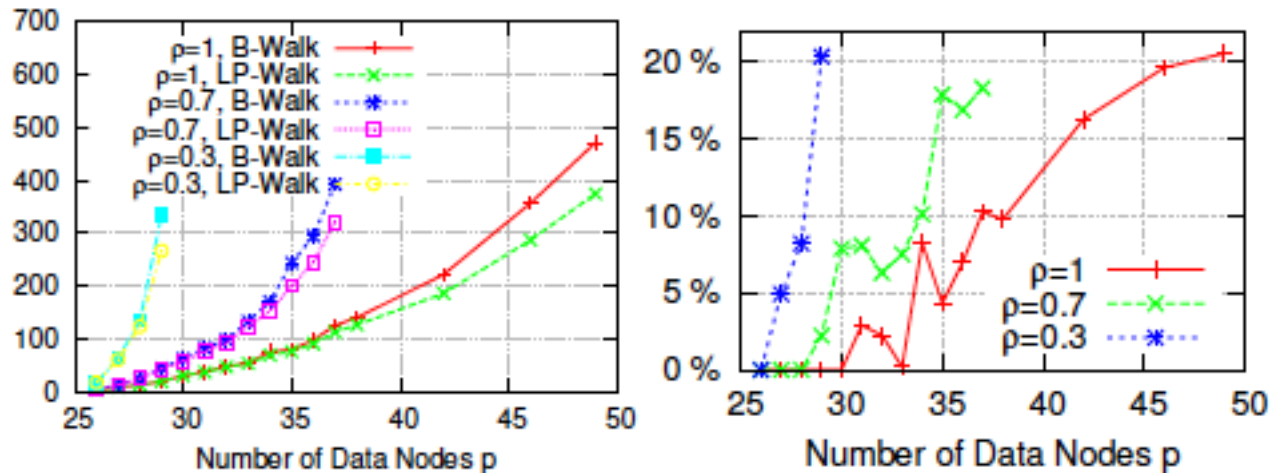 700
600
500
400
300
200
100
0
ρ=1, B-Walk
ρ=1, LP-Walk
ρ=0.7, B-Walk
ρ=0.7, LP-Walk
ρ=0.3, B-Walk
ρ=0.3, LP-Walk
25 30 35 40 45 50
Number of Data Nodes p
20 %
15 %
10 %
5 %
0 %
ρ=1
ρ=0.7
ρ=0.3
25 30 35 40 45 50
Number of Data Nodes p